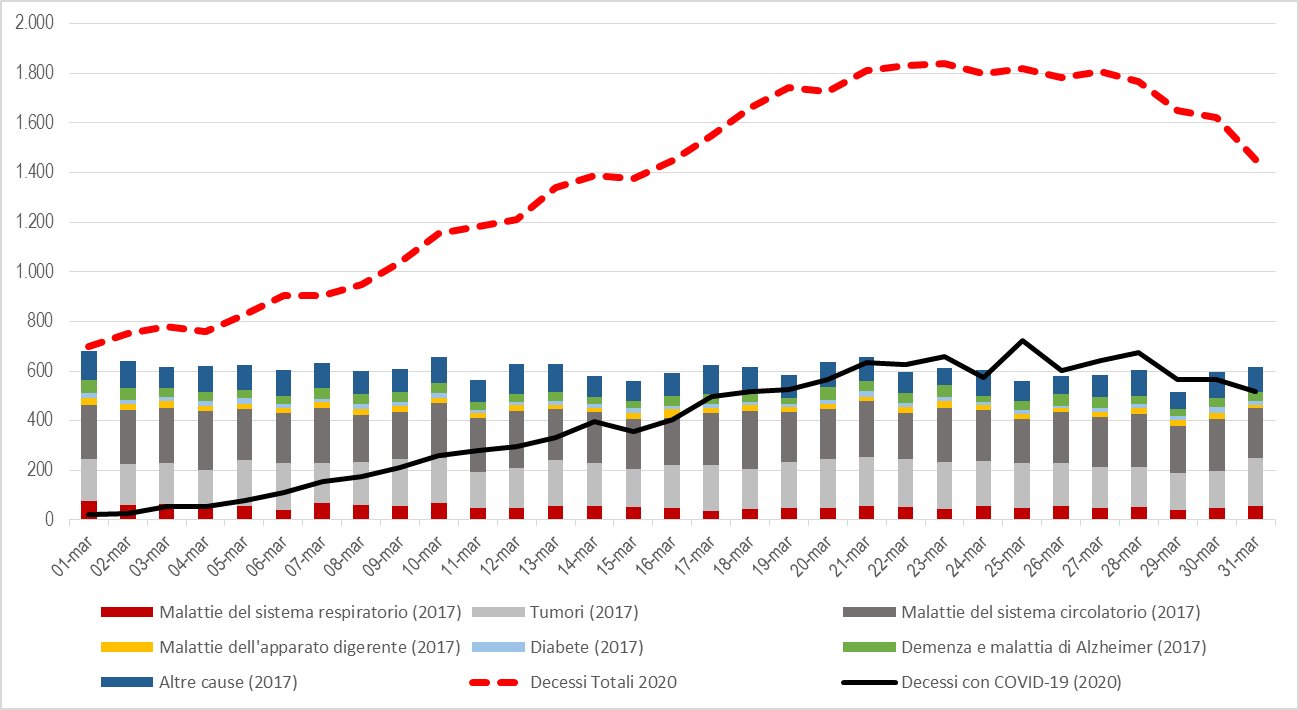 2.000
1.800
1.600
1.400
1.200
1.000
800
600
400
200
0
01-mar 02-mar 03-mar 04-mar 05-mar 06-mar 07-mar 08-mar 09-mar 10-mar 11-mar 12-mar 13-mar 14-mar 15-mar 16-mar 17-mar 18-mar 19-mar 20-mar 21-mar 22-mar 23-mar 24-mar 25-mar 26-mar 27-mar 28-mar 29-mar 30-mar 31-mar
Malattie del sistema respiratorio (2017) Tumori (2017) Malattie del sistema circolatorio (2017)
Malattie dell'apparato digerente (2017) Diabete (2017) Demenza e malattia di Alzheimer (2017)
Altre cause (2017) Decessi Totali 2020 Decessi con COVID-19 (2020)